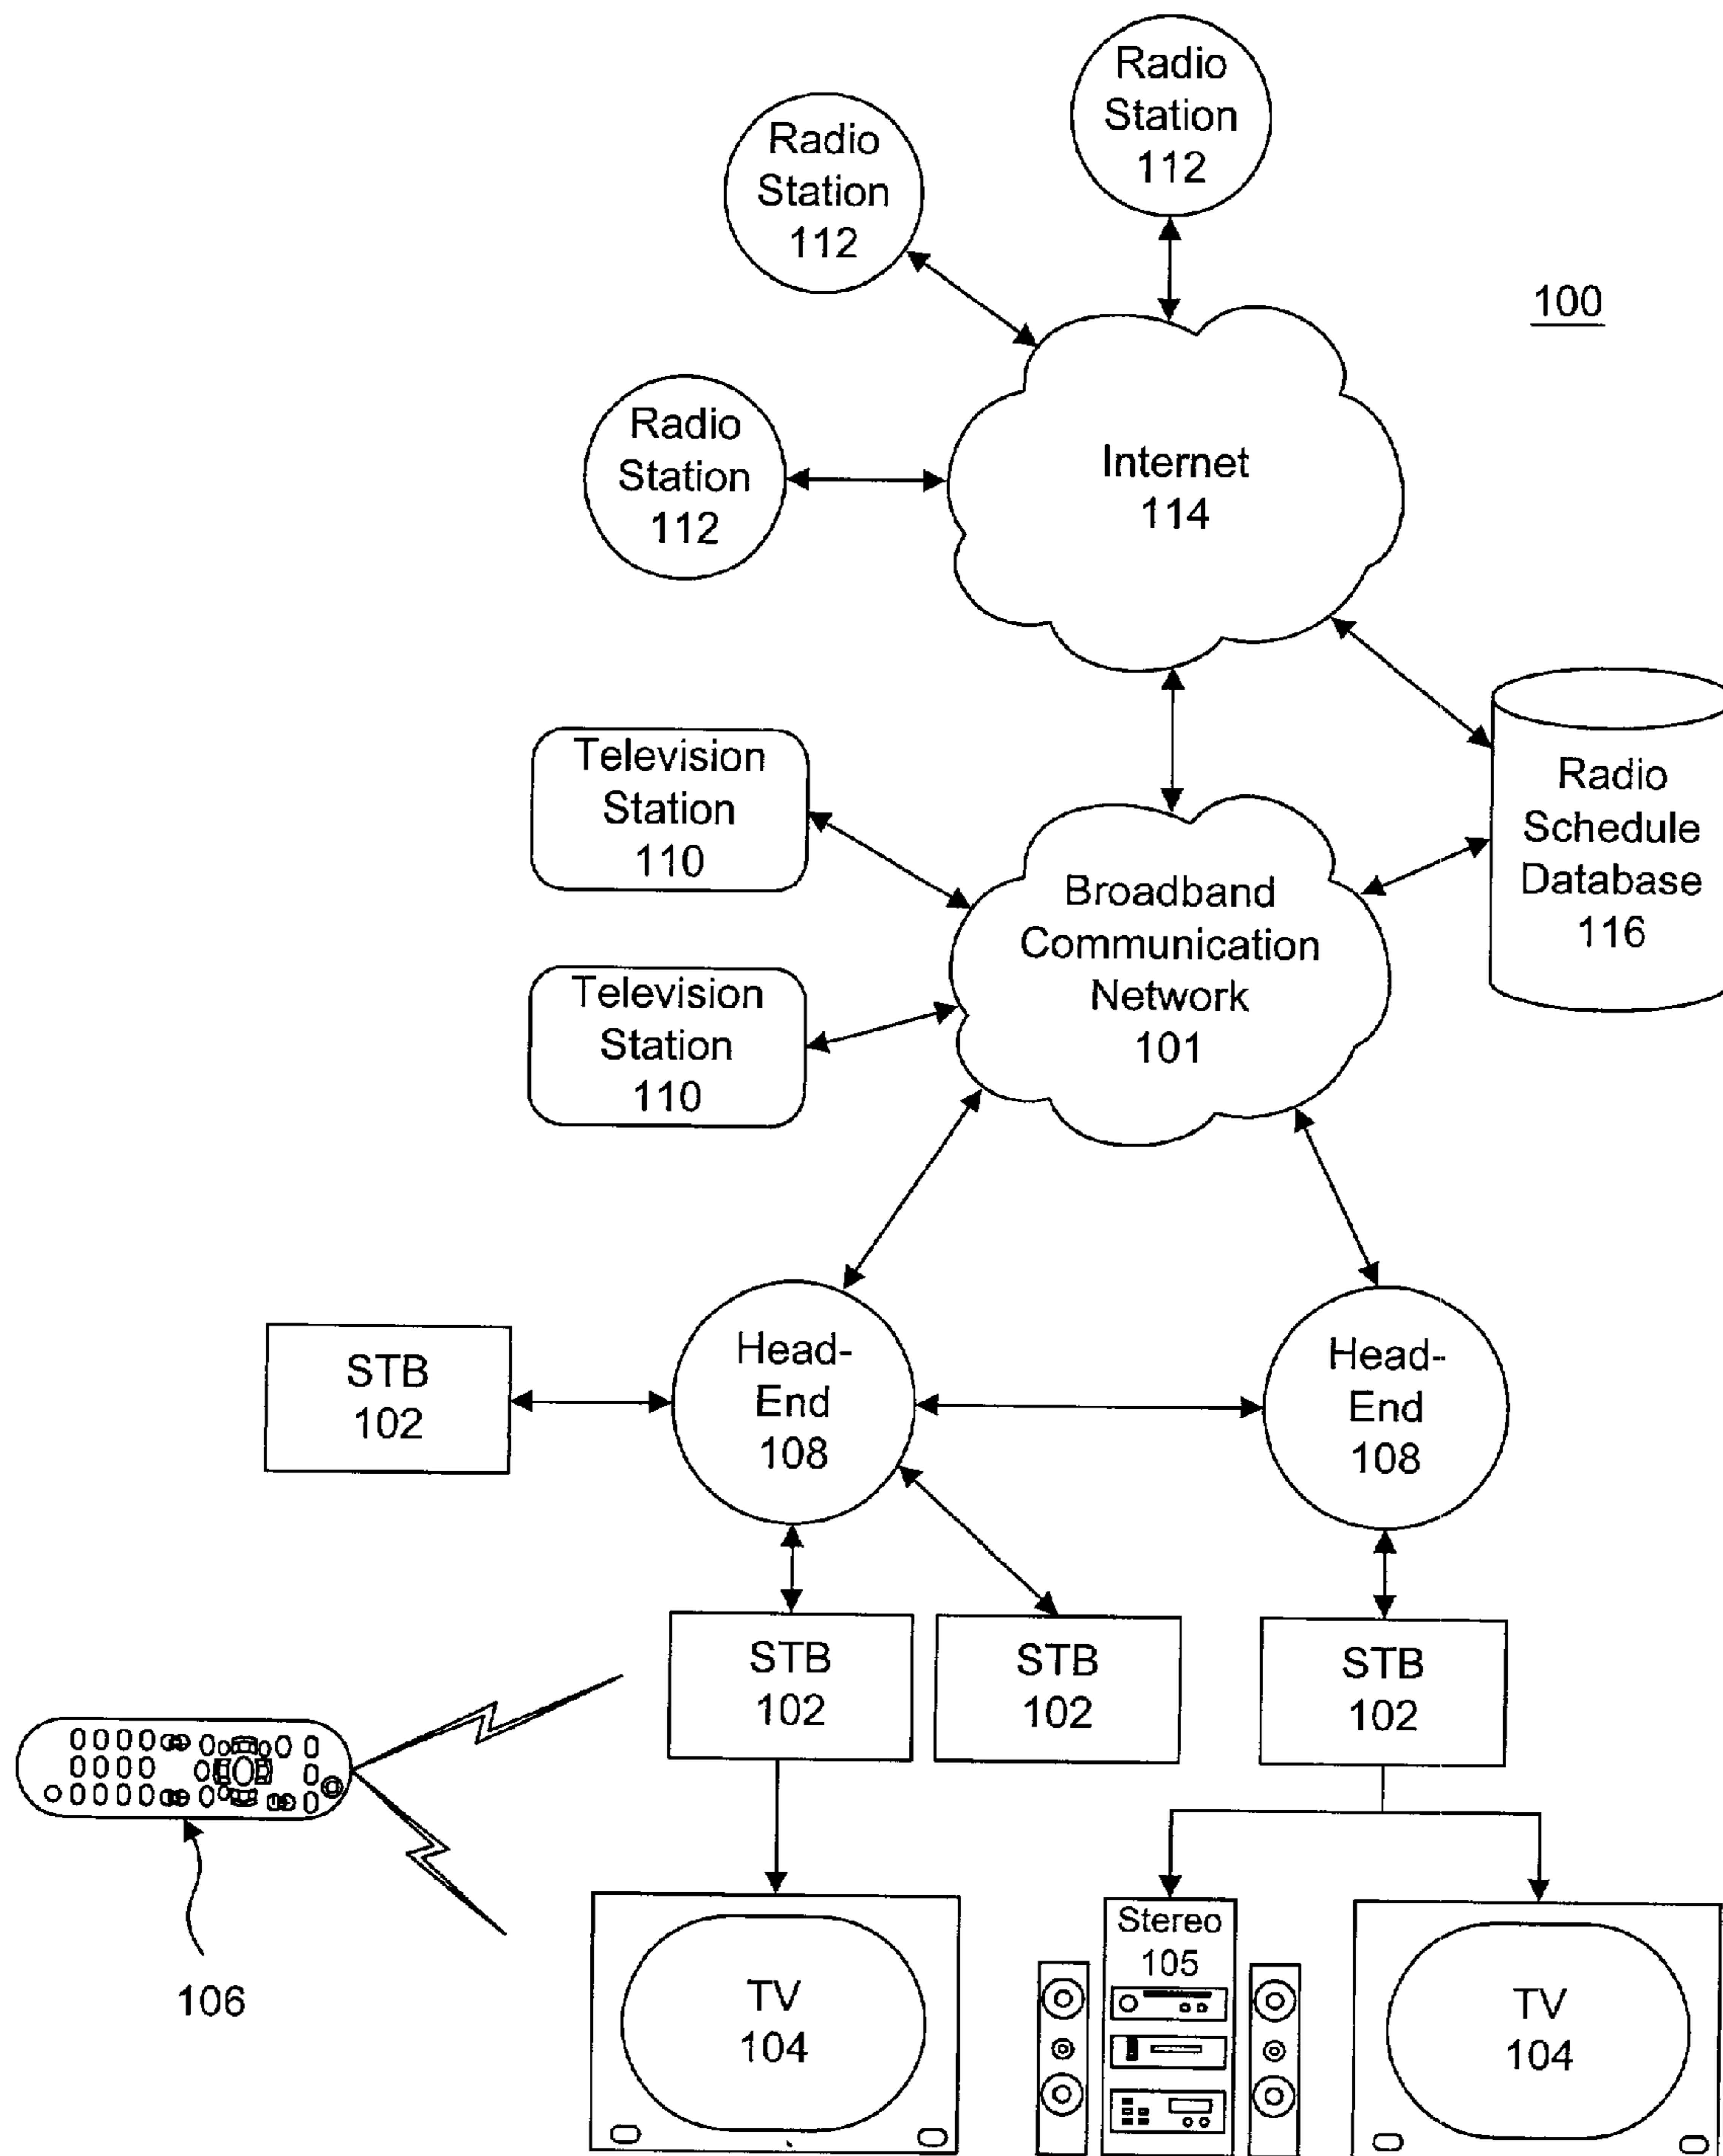 Radio
Station
112
Radio
Station
112
100
Radio
Station
112
Internet
114
Television
Station
110
Radio
Schedule
Database
116
Broadband
Communication
Network
101
Television
Station
110
Head-
End
108
Head-
End
108
STB
102
STB
102
STB
102
STB
102
106
TV
104
Stereo
105
TV
104